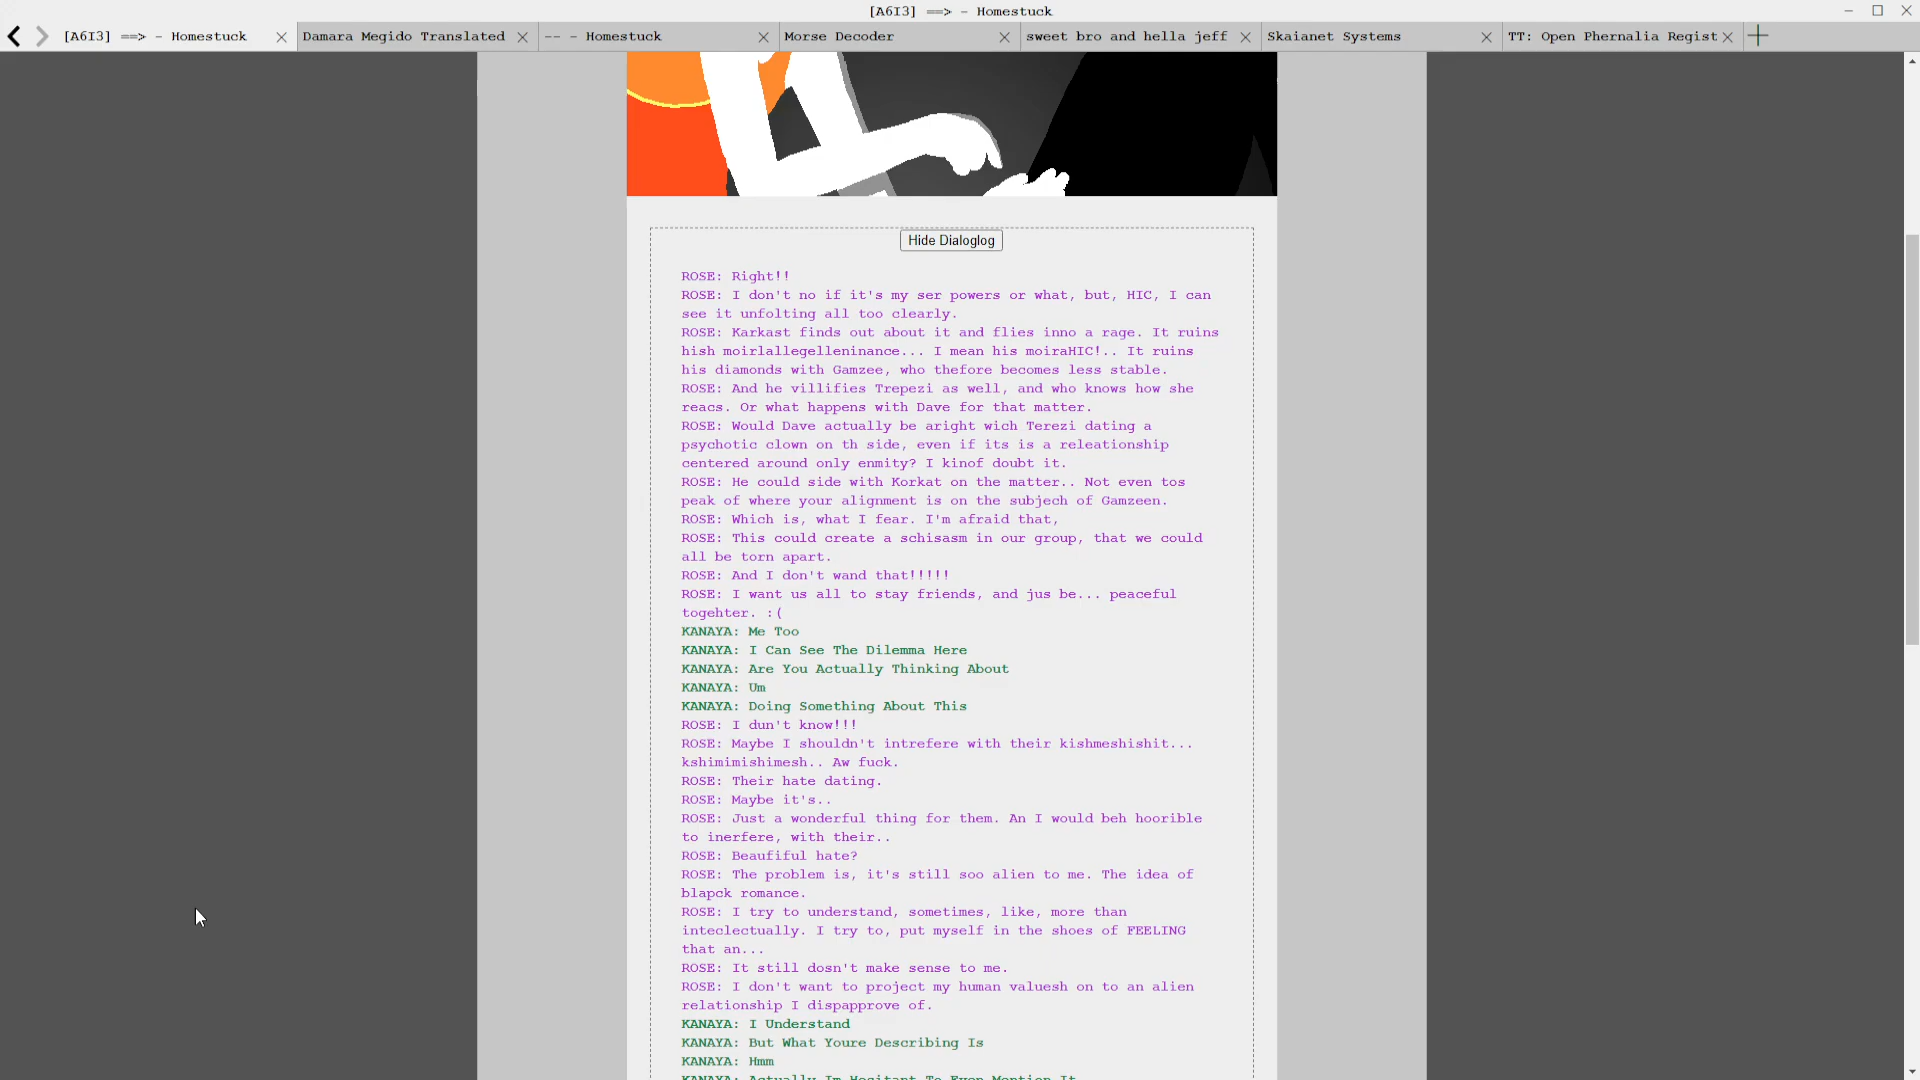 [A6I3] ==> - Homestuck
[A6I3] ==> - Homestuck
Damara Megido Translated
-- - Homestuck
Morse Decoder
sweet bro and hella jeff
Skaianet Systems
TT: Open Phernalia Regist
Hide Dialoglog
ROSE: Right!!
ROSE: I don't no if it's my ser powers or what, but, HIC, I can
see it unfolting all too clearly.
ROSE: Karkast finds out about it and flies inno a rage. It ruins
hish moirlallegelleninance... I mean his moiraHIC!.. It ruins
his diamonds with Gamzee, who thefore becomes less stable.
ROSE: And he villifies Trepezi as well, and who knows how she
reacs. Or what happens with Dave for that matter.
ROSE: Would Dave actually be aright wich Terezi dating a
psychotic clown on th side, even if its is a releationship
centered around only enmity? I kinof doubt it.
ROSE: He could side with Korkat on the matter.. Not even tos
peak of where your alignment is on the subjech of Gamzeen.
ROSE: Which is, what I fear. I'm afraid that,
ROSE: This could create a schisasm in our group, that we could
all be torn apart.
ROSE: And I don't wand that!!!!!
ROSE: I want us all to stay friends, and jus be... peaceful
togehter. :(
KANAYA: Me Too
KANAYA: I Can See The Dilemma Here
KANAYA: Are You Actually Thinking About
KANAYA: Um
KANAYA: Doing Something About This
ROSE: I dun't know!!!
ROSE: Maybe I shouldn't intrefere with their kishmeshishit...
kshimimishimesh.. Aw fuck.
ROSE: Their hate dating.
ROSE: Maybe it's..
ROSE: Just a wonderful thing for them. An I would beh hoorible
to inerfere, with their..
ROSE: Beaufiful hate?
ROSE: The problem is, it's still soo alien to me. The idea of
blapck romance.
ROSE: I try to understand, sometimes, like, more than
inteclectually. I try to, put myself in the shoes of FEELING
that an...
ROSE: It still dosn't make sense to me.
ROSE: I don't want to project my human valuesh on to an alien
relationship I dispapprove of.
KANAYA: I Understand
KANAYA: But What Youre Describing Is
KANAYA: Hmm
KANAYA: Actually Im Hesitant To Even Mention It